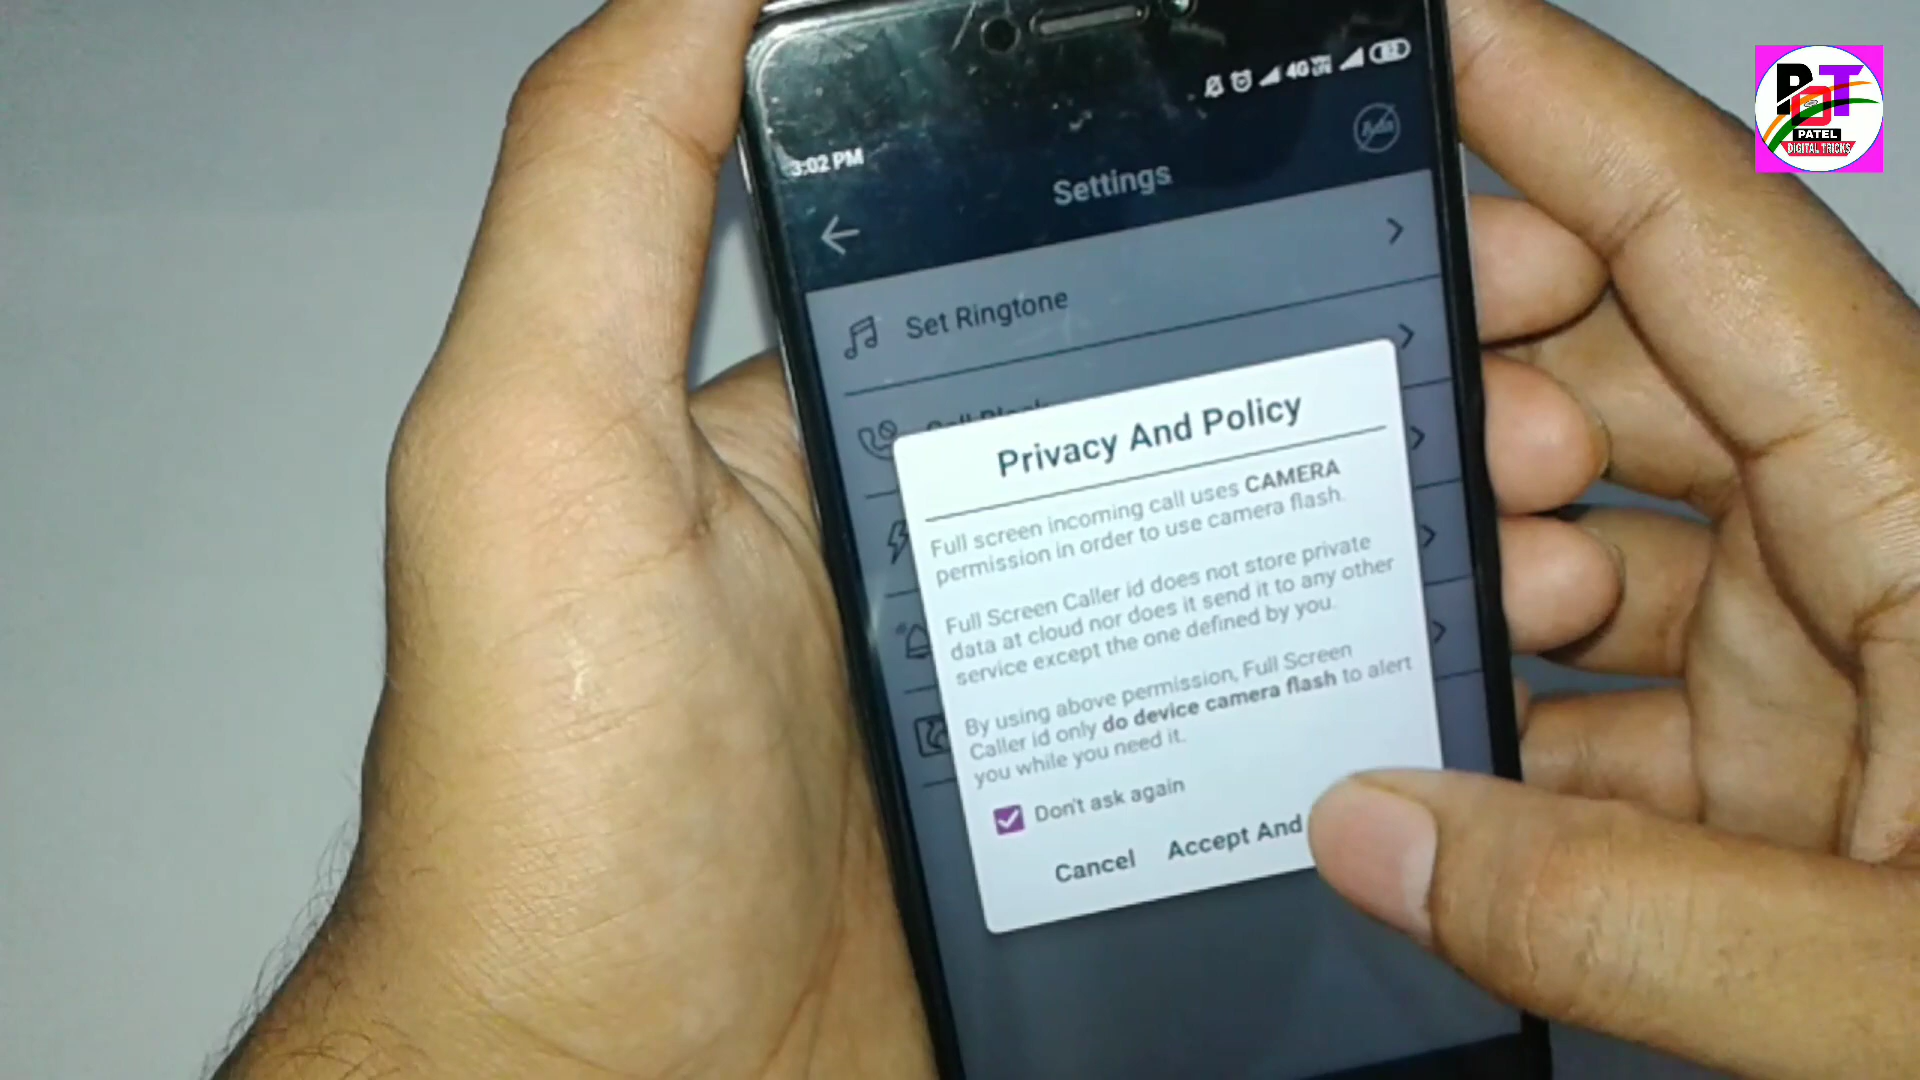 PDT
PATEL
DIGITAL TRICKS
4G
3:02 PM
Settings
Set Ringtone
Call Block
Privacy And Policy
Full screen incoming call uses CAMERA
permission in order to use camera flash.
Full Screen Caller id does not store private
data at cloud nor does it send it to any other
service except the one defined by you.
By using above permission, Full Screen
Caller id only do device camera flash to alert
you while you need it.
Don't ask again
Cancel
Accept And